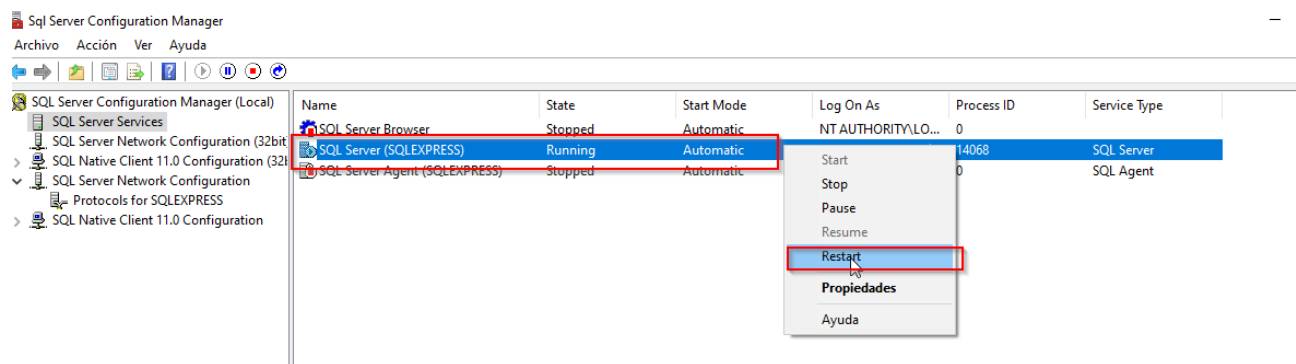 Sql Server Configuration Manager
Archivo Acción Ver Ayuda
SQL Server Configuration Manager (Local)
SQL Server Services
SQL Server Network Configuration (32bit
SQL Native Client 11.0 Configuration (32b
SQL Server Network Configuration
Protocols for SQLEXPRESS
SQL Native Client 11.0 Configuration
Name State Start Mode Log On As Process ID Service Type
SQL Server Browser Stopped Automatic NT AUTHORITY\LO... 0
SQL Server (SQLEXPRESS) Running Automatic 14068 SQL Server
SQL Server Agent (SQLEXPRESS) Stopped Automatic 0 SQL Agent
Start
Stop
Pause
Resume
Restart
Propiedades
Ayuda